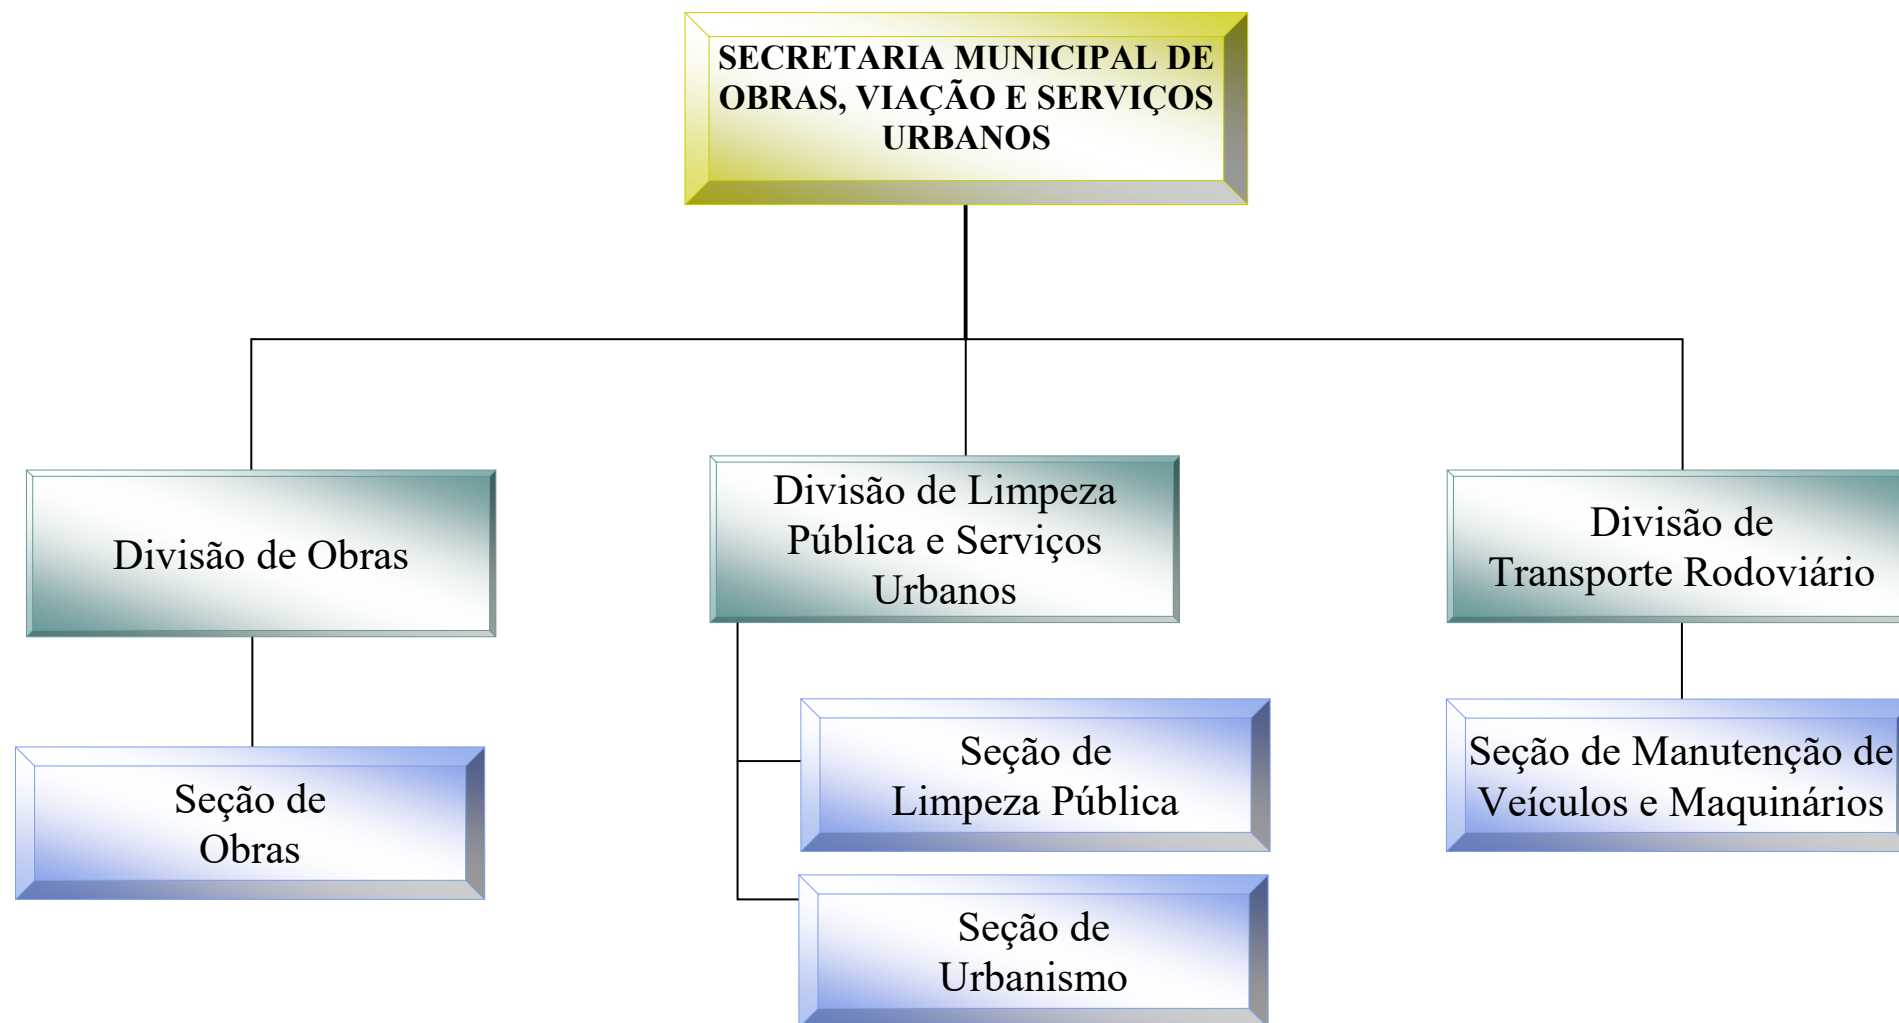 SECRETARIA MUNICIPAL DE
OBRAS, VIAÇÃO E SERVIÇOS
URBANOS
Divisão de Obras
Divisão de Limpeza
Pública e Serviços
Urbanos
Divisão de
Transporte Rodoviário
Seção de
Obras
Seção de
Limpeza Pública
Seção de Manutenção de
Veículos e Maquinários
Seção de
Urbanismo